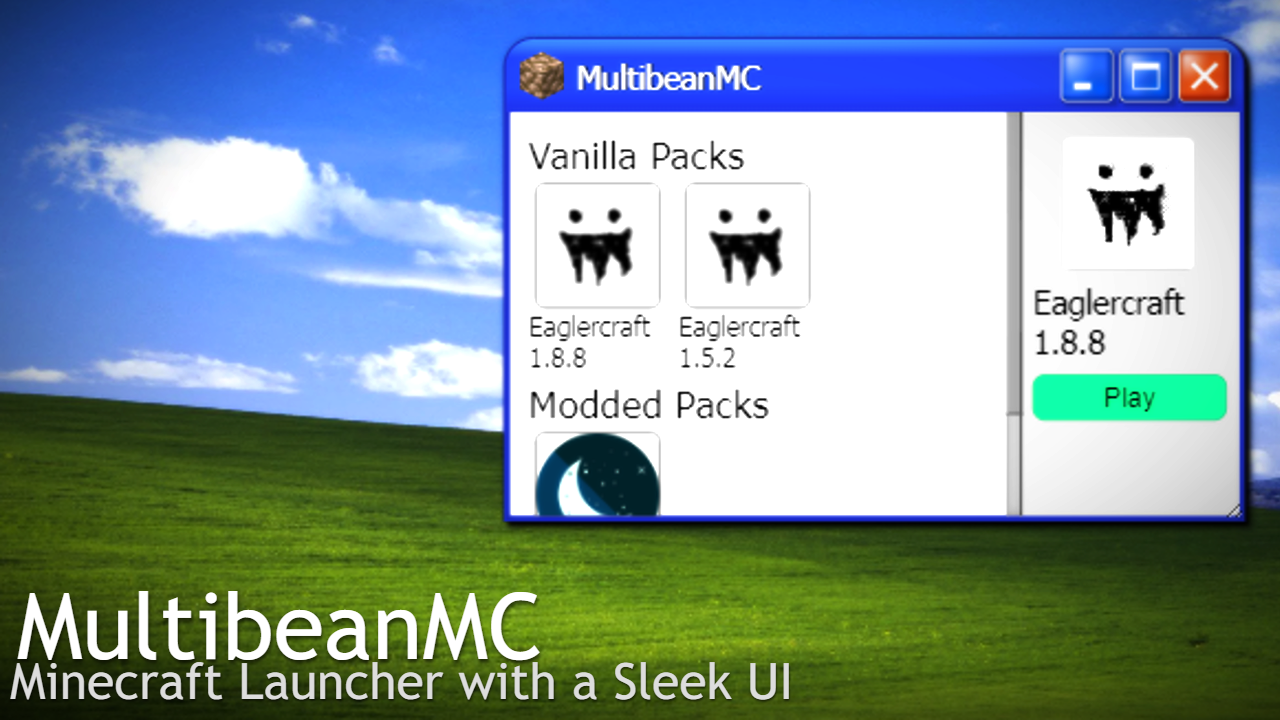 MultibeanMC
Vanilla Packs
Eaglercraft
1.8.8
Eaglercraft
1.5.2
Modded Packs
Eaglercraft
1.8.8
Play
MultibeanMC
Minecraft Launcher with a Sleek UI